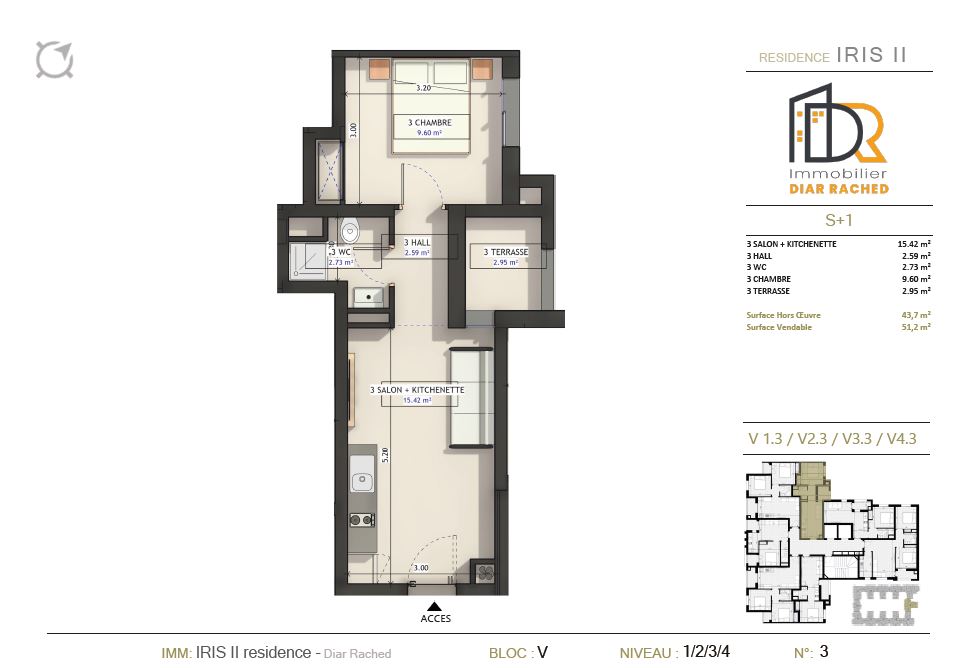 RESIDENCE IRIS II
DR
Immobilier
DIAR RACHED
S+1
3 SALON + KITCHENETTE 15.42 m²
3 HALL 2.59 m²
3 WC 2.73 m²
3 CHAMBRE 9.60 m²
3 TERRASSE 2.95 m²
Surface Hors Œuvre 43,7 m²
Surface Vendable 51,2 m²
V 1.3 / V2.3 / V3.3 / V4.3
3.20
3.00
3 CHAMBRE
9.60 m²
3 HALL
2.59 m²
3 WC
2.73 m²
3 TERRASSE
2.95 m²
3 SALON + KITCHENETTE
15.42 m²
5.20
3.00
ACCES
IMM: IRIS II residence - Diar Rached BLOC : V NIVEAU : 1/2/3/4 N°: 3